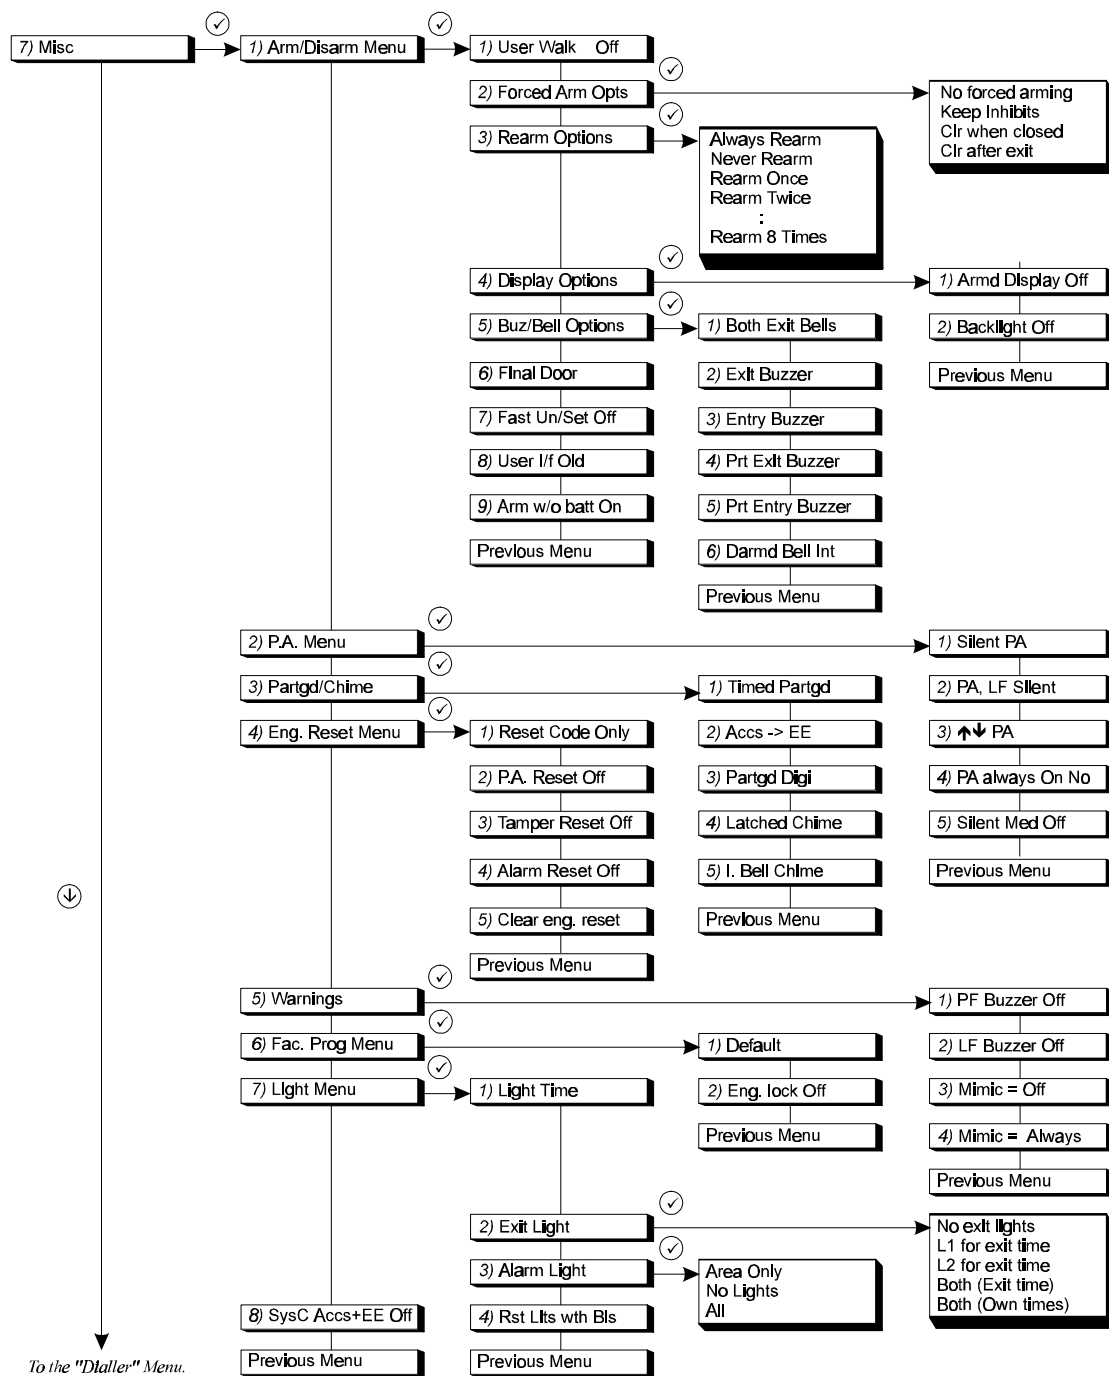 7) Misc
1) Arm/Disarm Menu
1) User Walk Off
2) Forced Arm Opts
No forced arming
Keep Inhibits
Clr when closed
Clr after exit
3) Rearm Options
Always Rearm
Never Rearm
Rearm Once
Rearm Twice
:
Rearm 8 Times
4) Display Options
1) Armd Display Off
2) Backlight Off
Previous Menu
5) Buz/Bell Options
1) Both Exit Bells
2) Exit Buzzer
3) Entry Buzzer
4) Prt Exit Buzzer
5) Prt Entry Buzzer
6) Darmd Bell Int
Previous Menu
6) Final Door
7) Fast Un/Set Off
8) User I/f Old
9) Arm w/o batt On
Previous Menu
2) P.A. Menu
1) Silent PA
2) PA, LF Silent
3) ↑↓ PA
4) PA always On No
5) Silent Med Off
Previous Menu
3) Partgd/Chime
1) Timed Partgd
2) Accs -> EE
3) Partgd Digi
4) Latched Chime
5) I. Bell Chime
Previous Menu
4) Eng. Reset Menu
1) Reset Code Only
2) P.A. Reset Off
3) Tamper Reset Off
4) Alarm Reset Off
5) Clear eng. reset
Previous Menu
5) Warnings
1) PF Buzzer Off
2) LF Buzzer Off
3) Mimic = Off
4) Mimic = Always
Previous Menu
6) Fac. Prog Menu
1) Default
2) Eng. lock Off
Previous Menu
7) Light Menu
1) Light Time
2) Exit Light
No exit lights
L1 for exit time
L2 for exit time
Both (Exit time)
Both (Own times)
3) Alarm Light
Area Only
No Lights
All
4) Rst Lits wth Bls
Previous Menu
8) SysC Accs+EE Off
Previous Menu
To the "Dialler" Menu.